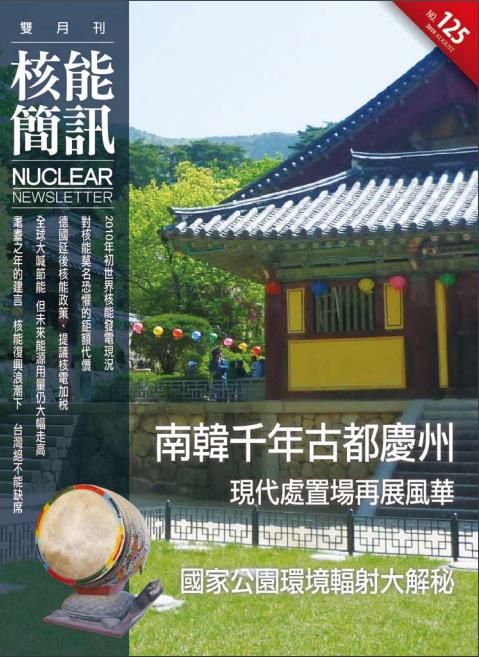 雙月刊
核能
簡訊
NUCLEAR
NEWSLETTER
NO. 125
2010 AUGUST
2010年初世界核能發電現況
對核能莫名恐懼的鉅額代價
德國延後核能政策、提議核電加稅
全球大喊節能 但未來能源用量仍大幅走高
耄耋之年的建言 核能復興浪潮下 台灣絕不能缺席
南韓千年古都慶州
現代處置場再展風華
國家公園環境輻射大解秘